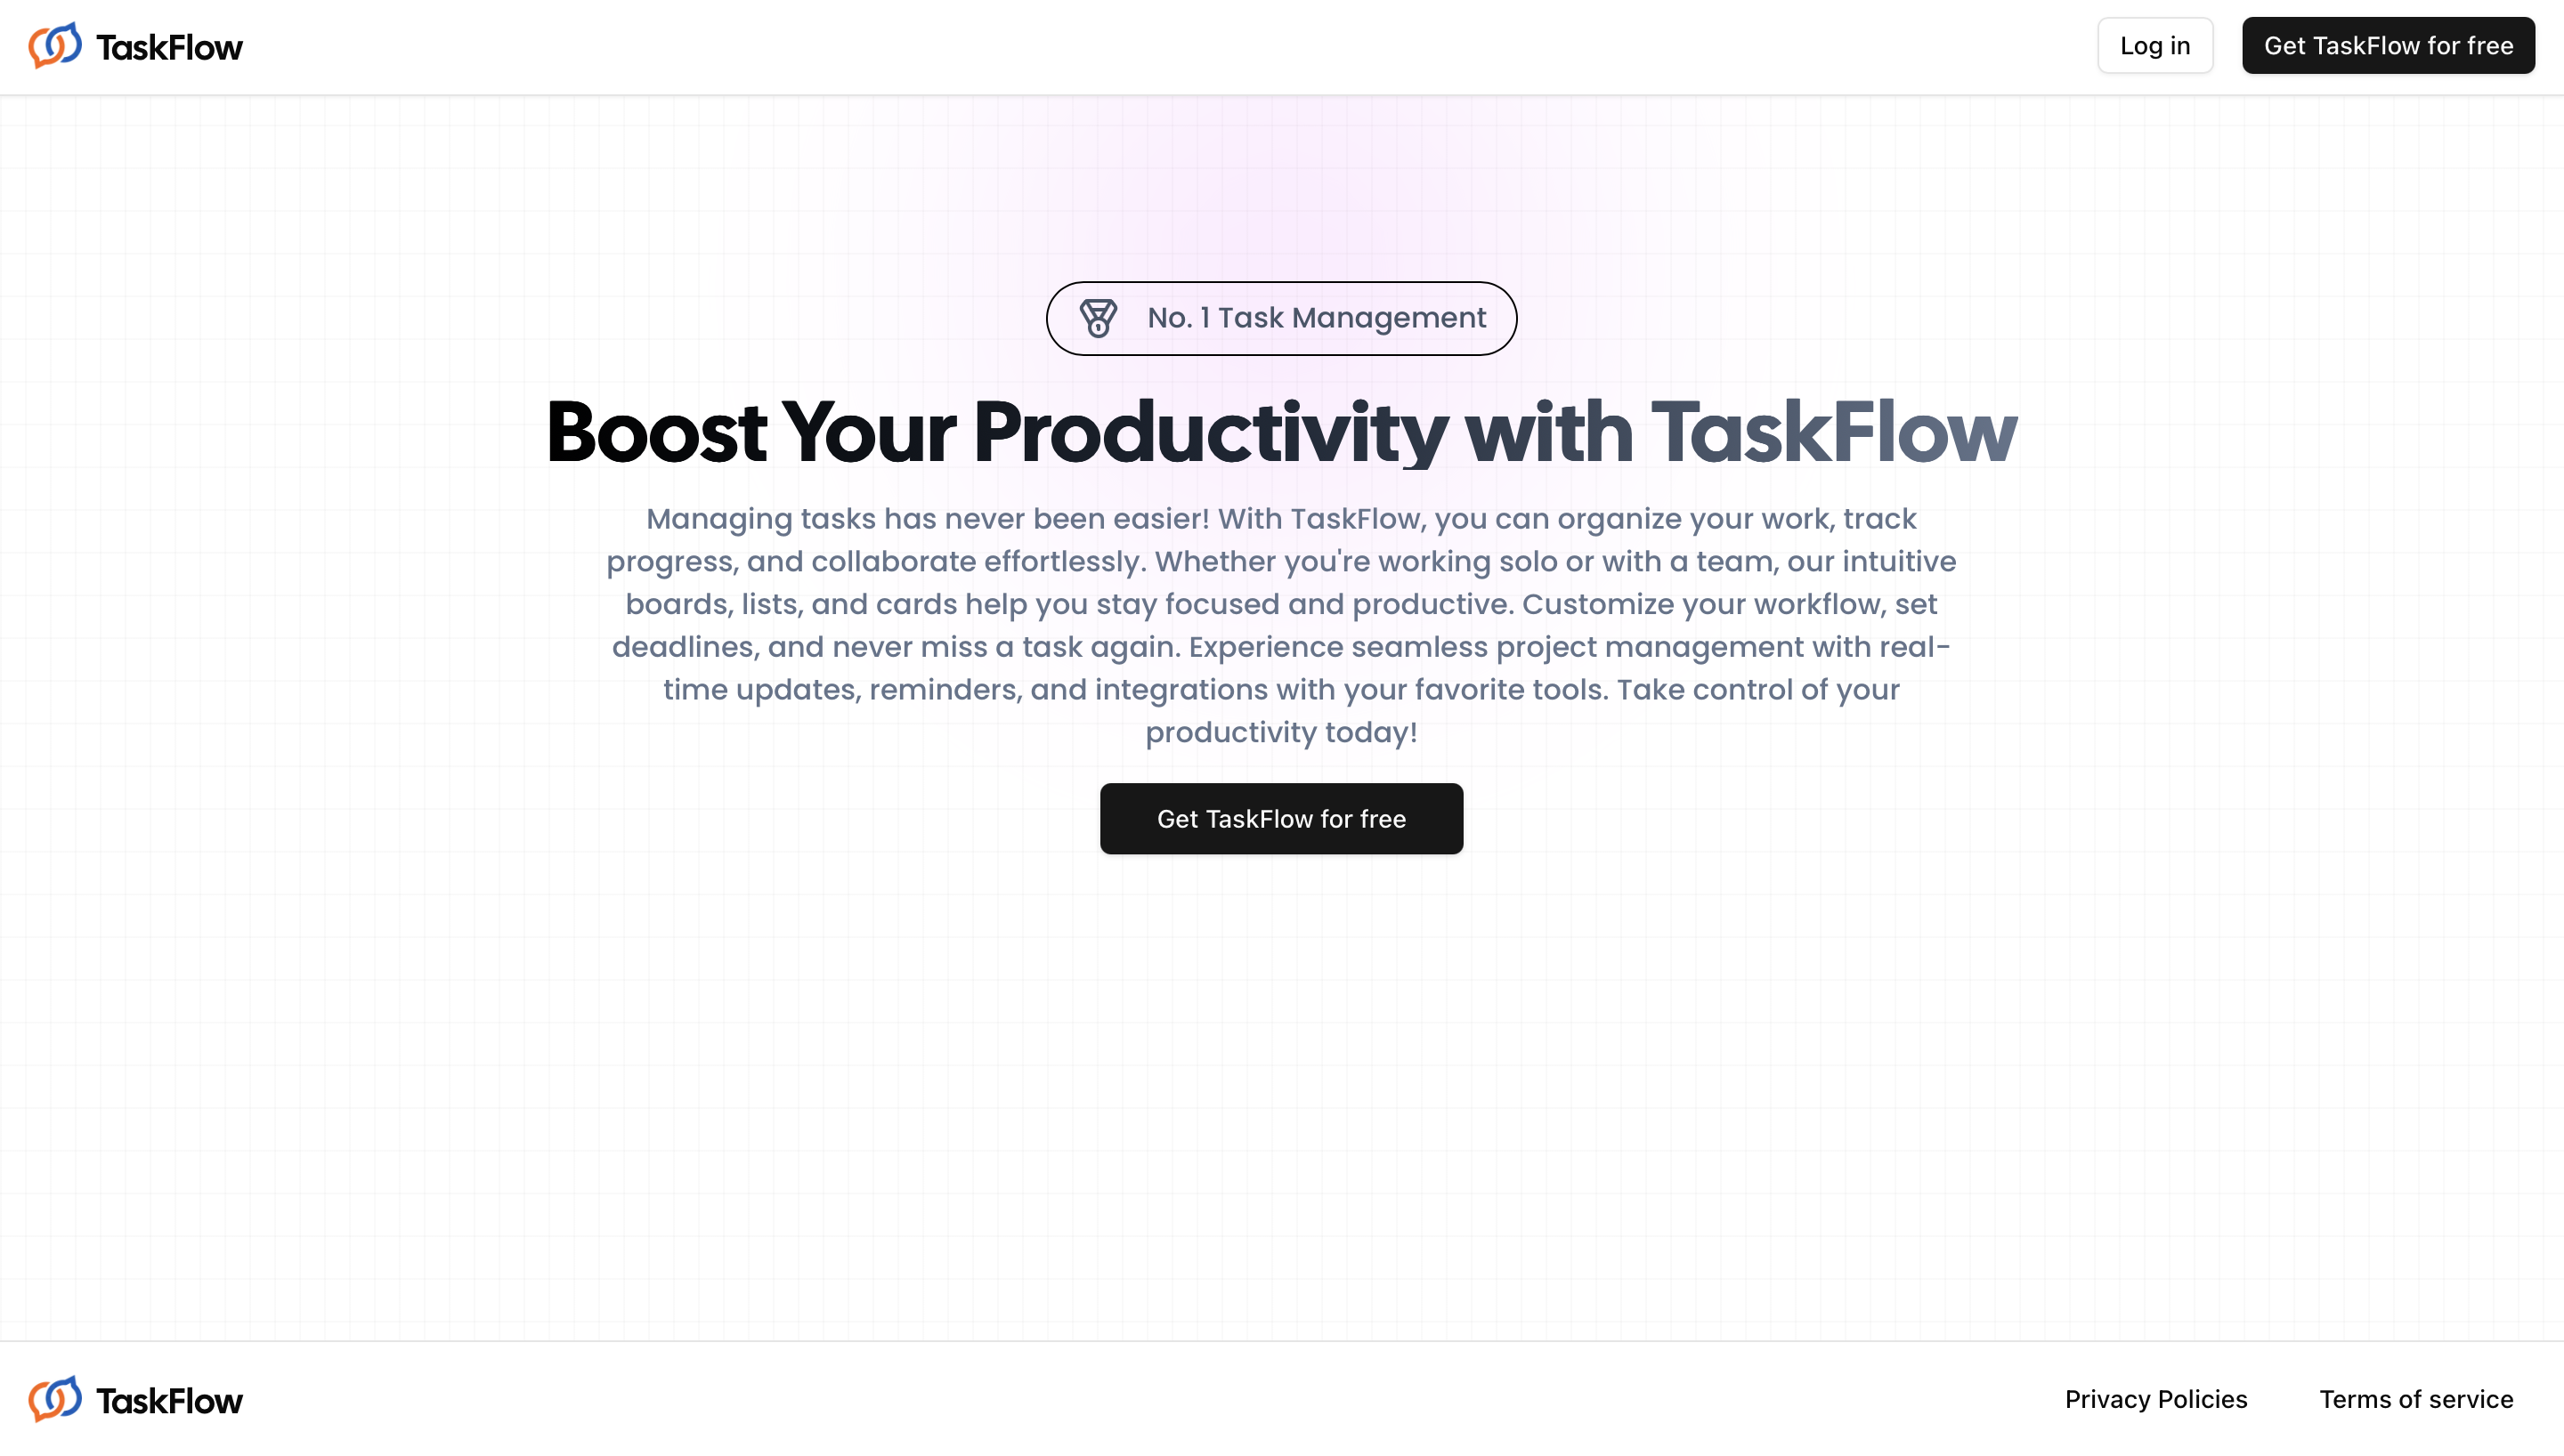 TaskFlow
Log in
Get TaskFlow for free
No. 1 Task Management
Boost Your Productivity with TaskFlow
Managing tasks has never been easier! With TaskFlow, you can organize your work, track
progress, and collaborate effortlessly. Whether you're working solo or with a team, our intuitive
boards, lists, and cards help you stay focused and productive. Customize your workflow, set
deadlines, and never miss a task again. Experience seamless project management with real-
time updates, reminders, and integrations with your favorite tools. Take control of your
productivity today!
Get TaskFlow for free
TaskFlow
Privacy Policies
Terms of service